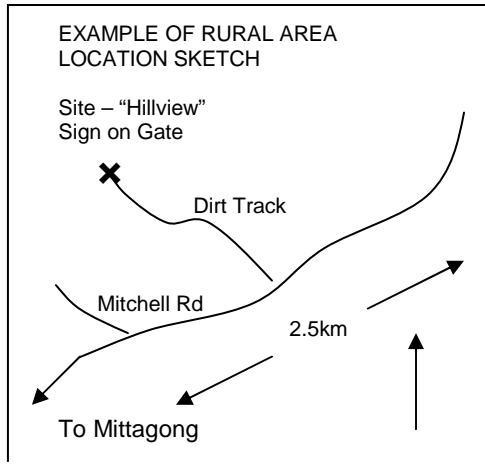 EXAMPLE OF RURAL AREA
LOCATION SKETCH
Site – “Hillview”
Sign on Gate
Dirt Track
Mitchell Rd
2.5km
To Mittagong